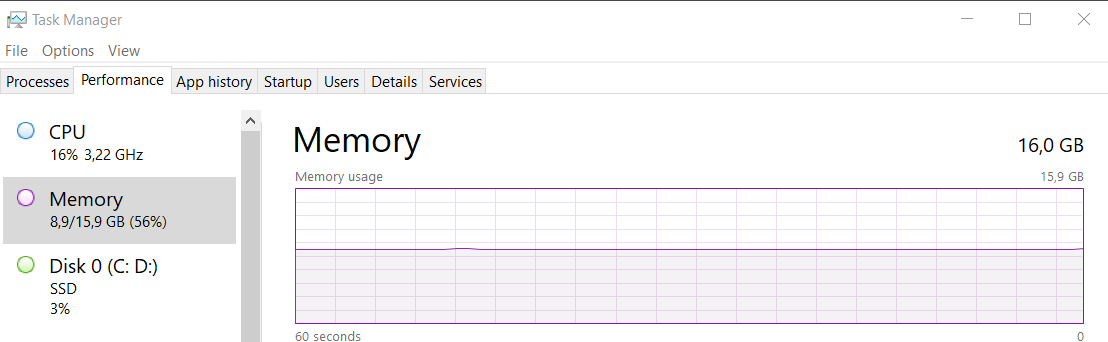 Task Manager
File Options View
Processes Performance App history Startup Users Details Services
CPU
16% 3,22 GHz
Memory
8,9/15,9 GB (56%)
Disk 0 (C: D:)
SSD
3%
Memory 16,0 GB
Memory usage 15,9 GB
60 seconds 0